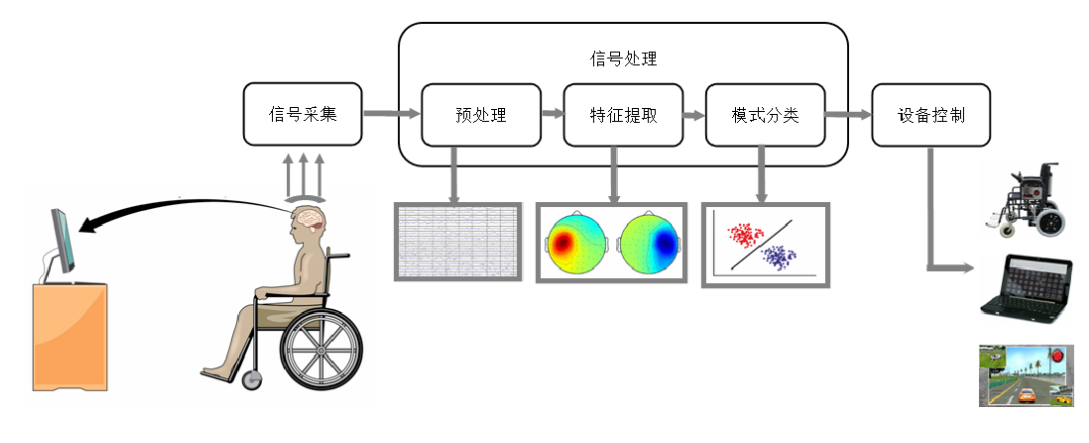 信号处理
信号采集
预处理
特征提取
模式分类
设备控制